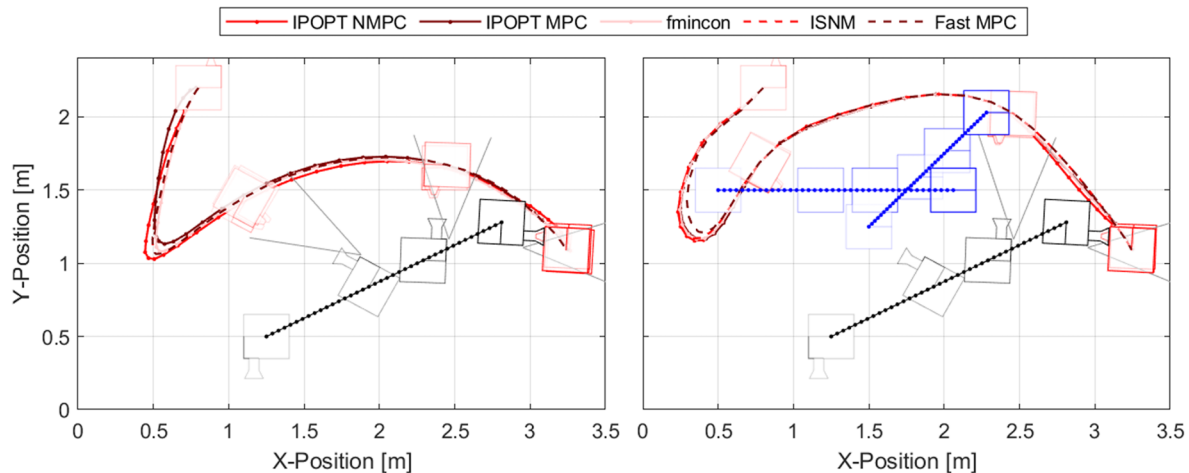 IPOPT NMPC IPOPT MPC fmincon ISNM Fast MPC
Y-Position [m]
2
1.5
1
0.5
0
0 0.5 1 1.5 2 2.5 3 3.5
X-Position [m]
0 0.5 1 1.5 2 2.5 3 3.5
X-Position [m]